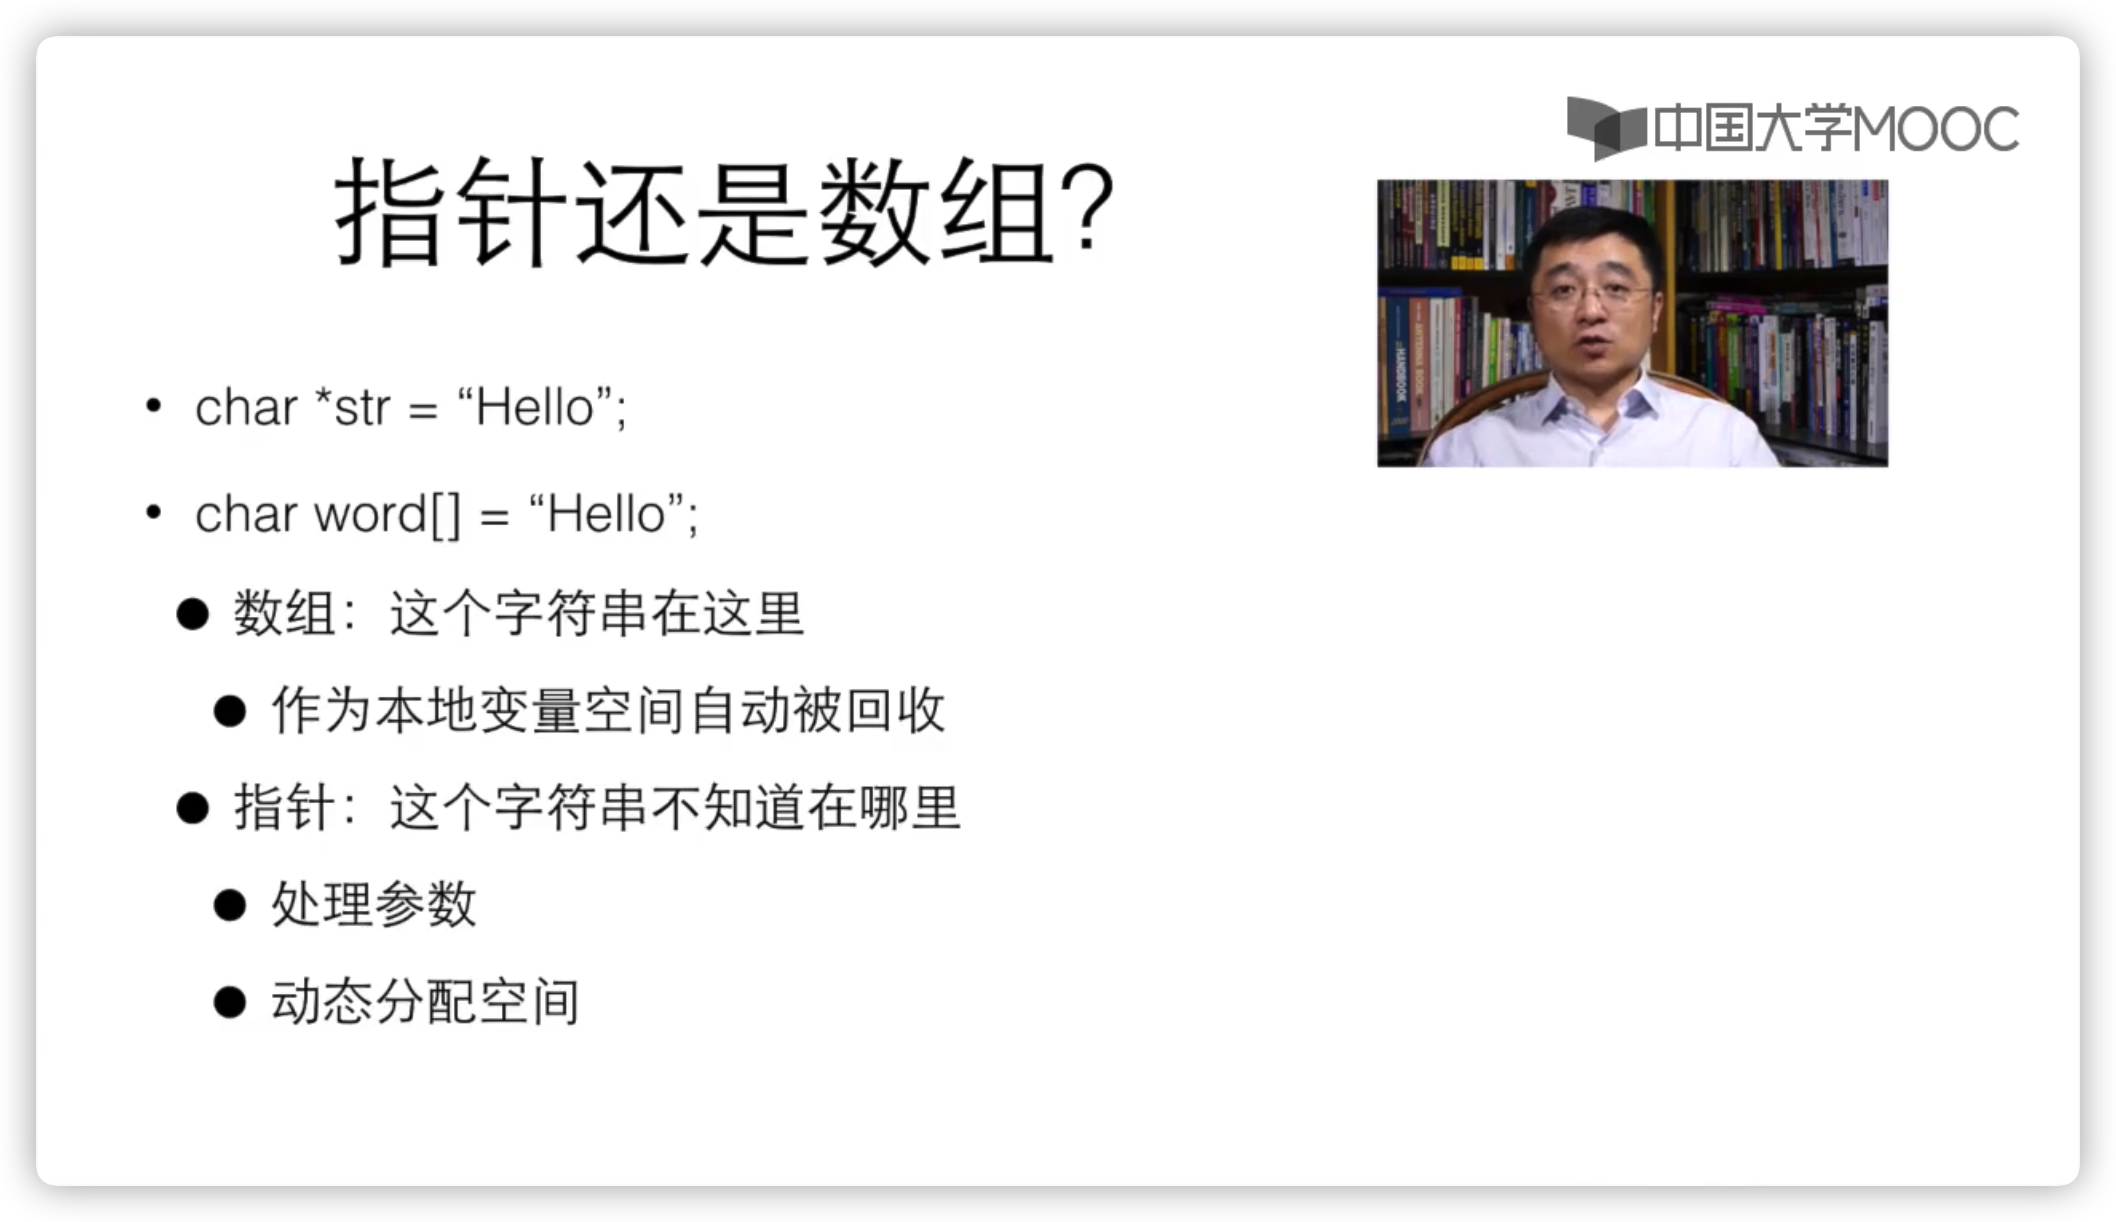 中国大学MOOC
指针还是数组?
• char *str = “Hello”;
• char word[] = “Hello”;
● 数组：这个字符串在这里
● 作为本地变量空间自动被回收
● 指针：这个字符串不知道在哪里
● 处理参数
● 动态分配空间
HANDBOOK